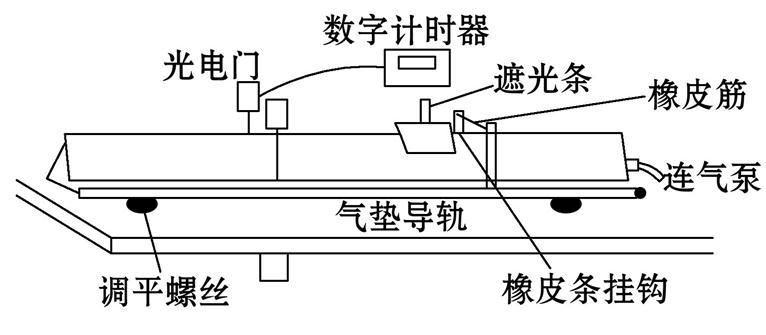 数字计时器
光电门
遮光条
橡皮筋
连气泵
气垫导轨
调平螺丝
橡皮条挂钩